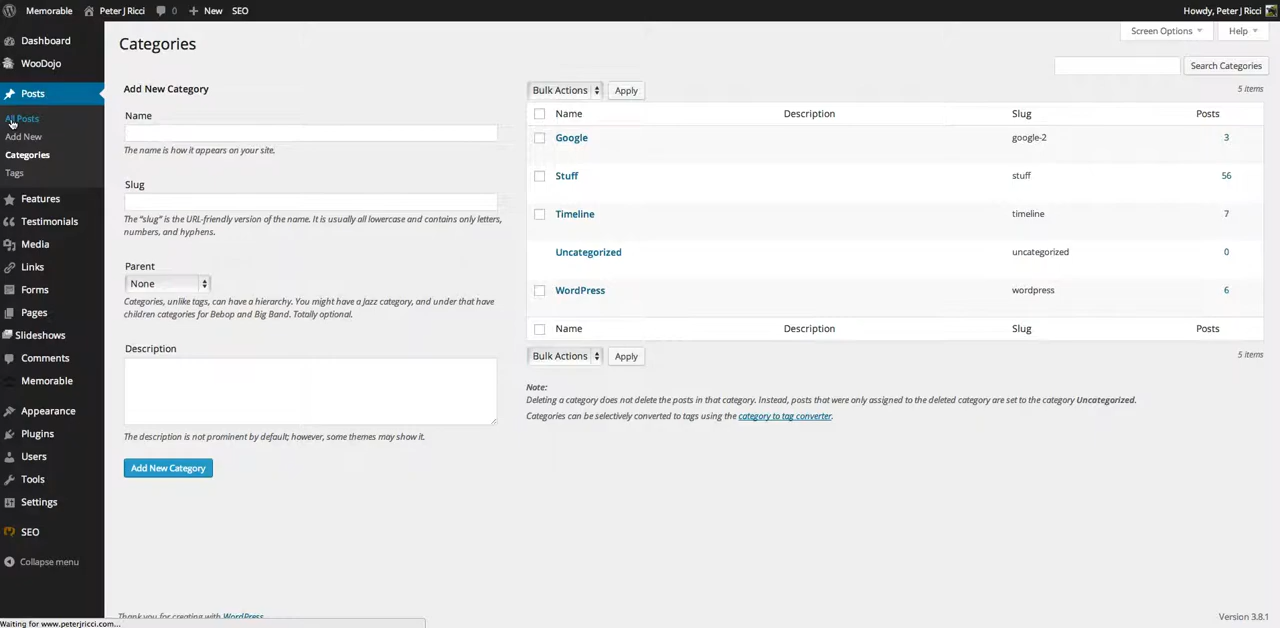 Memorable Peter J Ricci 0 New SEO Howdy, Peter J Ricci
Screen Options Help
Dashboard
WooDojo
Posts
All Posts
Add New
Categories
Tags
Features
Testimonials
Media
Links
Forms
Pages
Slideshows
Comments
Memorable
Appearance
Plugins
Users
Tools
Settings
SEO
Collapse menu
Categories
Search Categories
Add New Category
Name
The name is how it appears on your site.
Slug
The “slug” is the URL-friendly version of the name. It is usually all lowercase and contains only letters,
numbers, and hyphens.
Parent
None
Categories, unlike tags, can have a hierarchy. You might have a Jazz category, and under that have
children categories for Bebop and Big Band. Totally optional.
Description
The description is not prominent by default; however, some themes may show it.
Add New Category
Bulk Actions Apply 5 items
Name Description Slug Posts
Google google-2 3
Stuff stuff 56
Timeline timeline 7
Uncategorized uncategorized 0
WordPress wordpress 6
Name Description Slug Posts
Bulk Actions Apply 5 items
Note:
Deleting a category does not delete the posts in that category. Instead, posts that were only assigned to the deleted category are set to the category Uncategorized.
Categories can be selectively converted to tags using the category to tag converter.
Thank you for creating with WordPress. Version 3.8.1
Waiting for www.peterjricci.com...